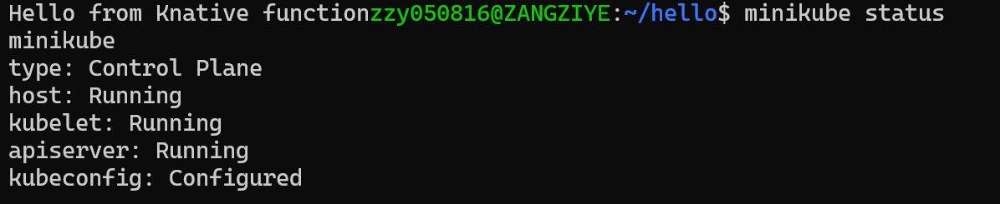 Hello from Knative functionzzy050816@ZANGZIYE:~/hello$ minikube status
minikube
type: Control Plane
host: Running
kubelet: Running
apiserver: Running
kubeconfig: Configured